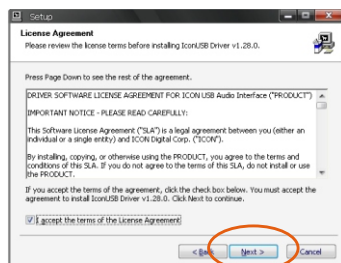 Setup
License Agreement
Please review the license terms before installing IconUSB Driver v1.28.0.
Press Page Down to see the rest of the agreement.
DRIVER SOFTWARE LICENSE AGREEMENT FOR ICON USB Audio Interface ("PRODUCT")
IMPORTANT NOTICE - PLEASE READ CAREFULLY:
This Software License Agreement ("SLA") is a legal agreement between you (either an
individual or a single entity) and ICON Digital Corp. ("ICON").
By installing, copying, or otherwise using the PRODUCT, you agree to the terms and
conditions of this SLA. If you do not agree to the terms of this SLA, do not install or use
the PRODUCT.
If you accept the terms of the agreement, click the check box below. You must accept the
agreement to install IconUSB Driver v1.28.0. Click Next to continue.
I accept the terms of the License Agreement
< Back Next > Cancel